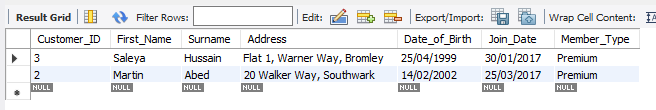 Result Grid Filter Rows: Edit: Export/Import: Wrap Cell Content:
Customer_ID First_Name Surname Address Date_of_Birth Join_Date Member_Type
3 Saleya Hussain Flat 1, Warner Way, Bromley 25/04/1999 30/01/2017 Premium
2 Martin Abed 20 Walker Way, Southwark 14/02/2002 25/03/2017 Premium
NULL NULL NULL NULL NULL NULL NULL